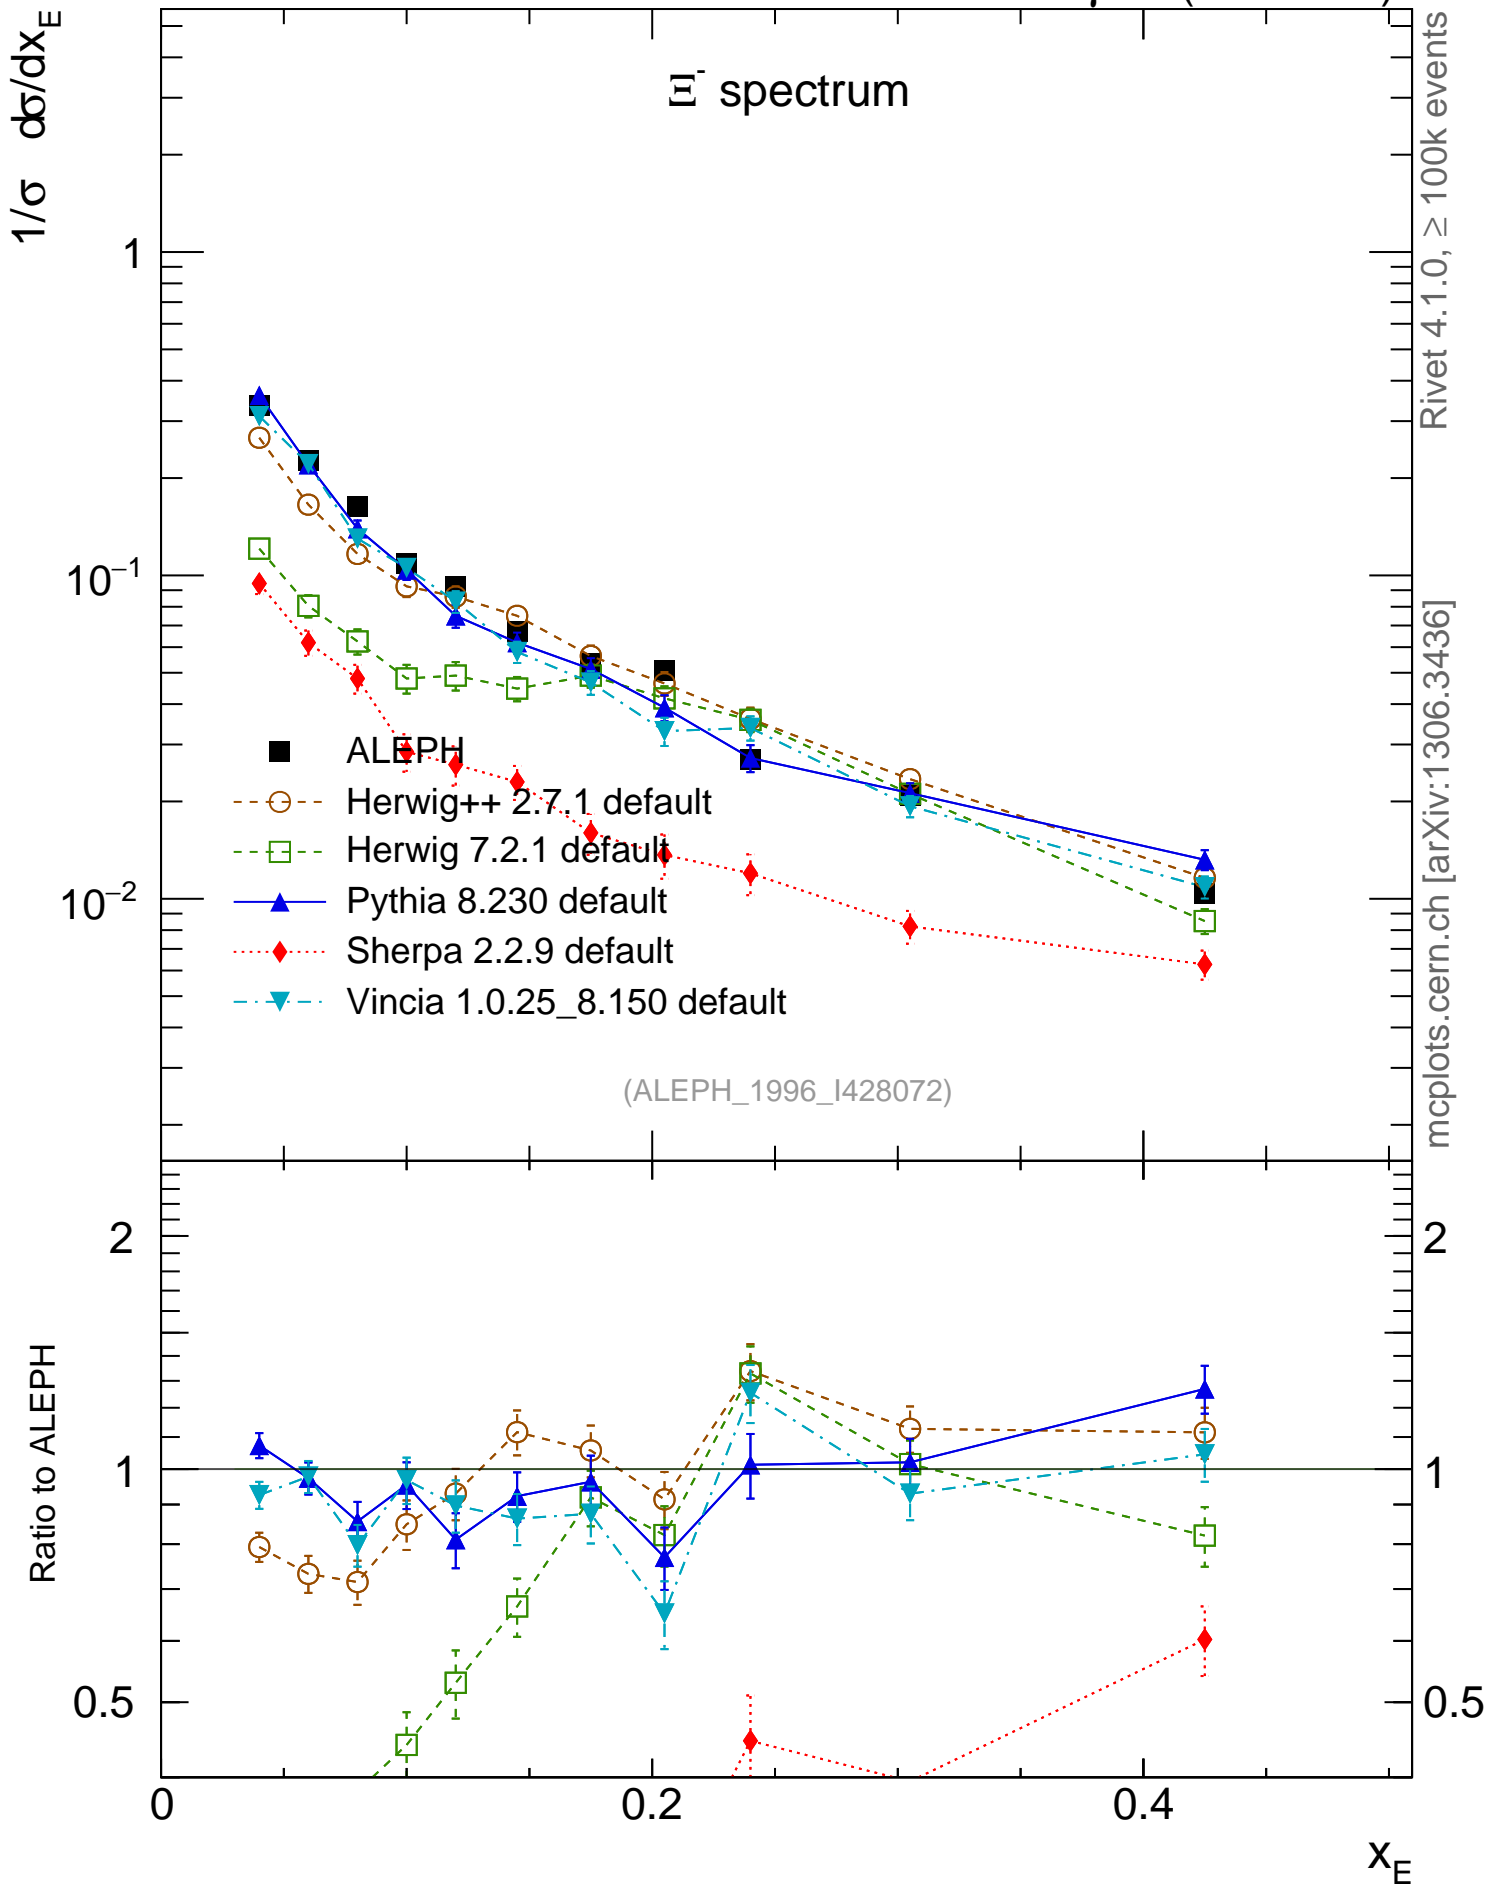 Ξ⁻ spectrum
1/σ dσ/dx_E
1
10⁻¹
10⁻²
ALEPH
Herwig++ 2.7.1 default
Herwig 7.2.1 default
Pythia 8.230 default
Sherpa 2.2.9 default
Vincia 1.0.25_8.150 default
(ALEPH_1996_I428072)
Rivet 4.1.0, ≥ 100k events
mcplots.cern.ch [arXiv:1306.3436]
Ratio to ALEPH
2
1
0.5
2
1
0.5
0 0.2 0.4
x_E